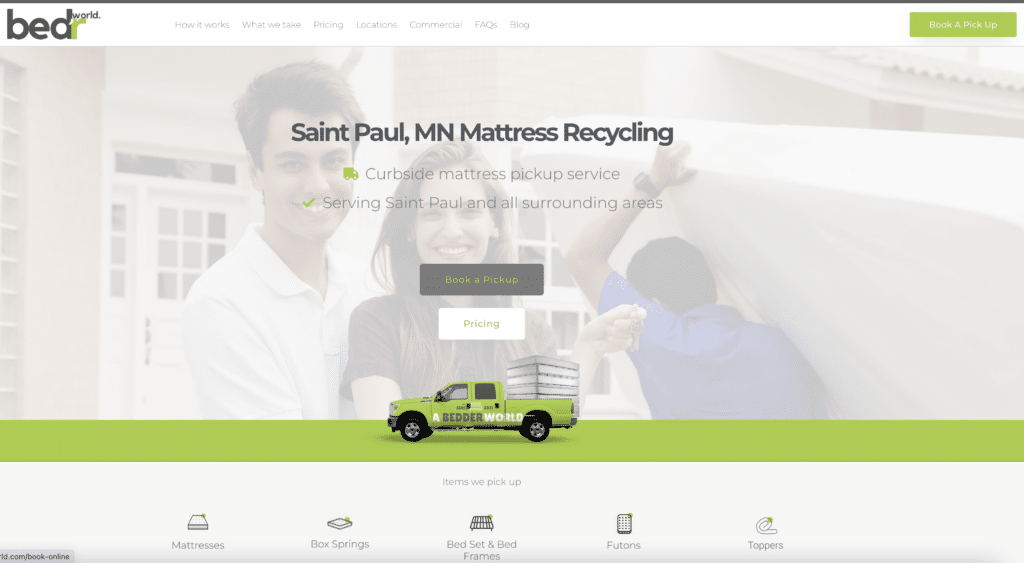 bedr world.
How it works What we take Pricing Locations Commercial FAQs Blog
Book A Pick Up
Saint Paul, MN Mattress Recycling
Curbside mattress pickup service
Serving Saint Paul and all surrounding areas
Book a Pickup
Pricing
A BEDDER WORLD
Items we pick up
Mattresses
Box Springs
Bed Set & Bed
Frames
Futons
Toppers
rld.com/book-online